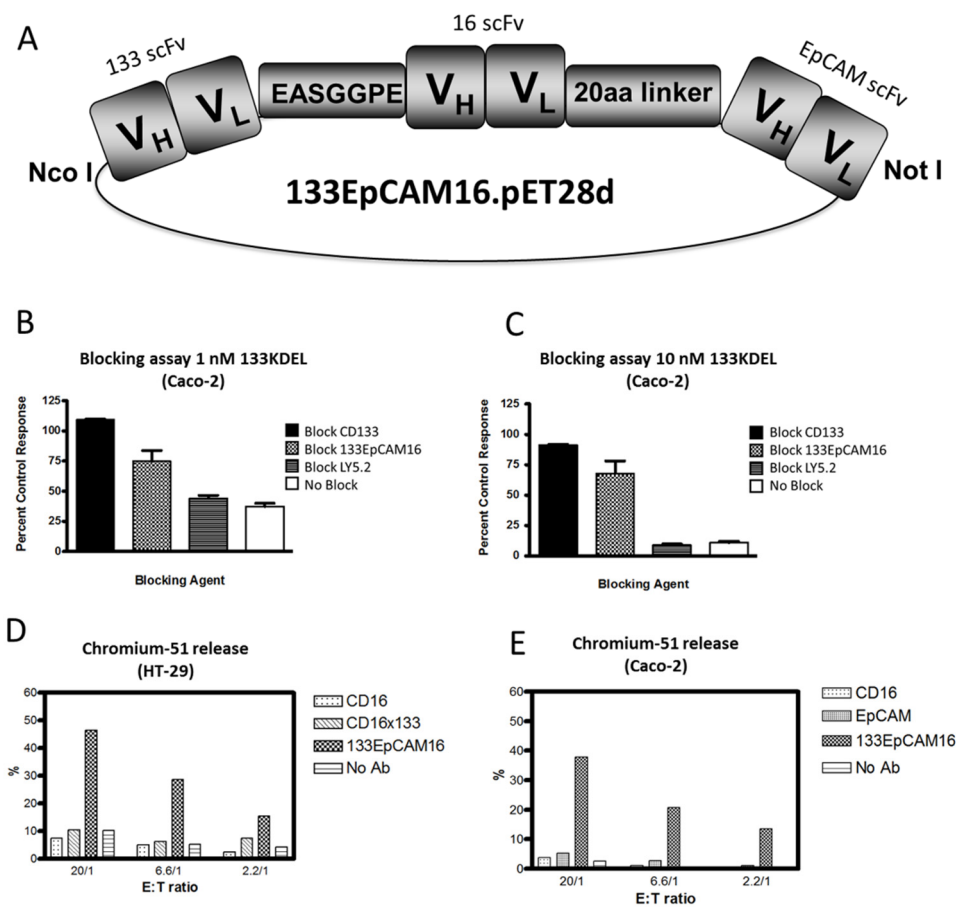 A
133 scFv
16 scFv
EpCAM scFv
VH
VL
EASGGPE
VH
VL
20aa linker
VH
VL
Nco I
Not I
133EpCAM16.pET28d
B
Blocking assay 1 nM 133KDEL
(Caco-2)
Percent Control Response
125
100
75
50
25
0
Blocking Agent
Block CD133
Block 133EpCAM16
Block LY5.2
No Block
C
Blocking assay 10 nM 133KDEL
(Caco-2)
Percent Control Response
125
100
75
50
25
0
Blocking Agent
Block CD133
Block 133EpCAM16
Block LY5.2
No Block
D
Chromium-51 release
(HT-29)
%
60
50
40
30
20
10
0
20/1 6.6/1 2.2/1
E:T ratio
CD16
CD16x133
133EpCAM16
No Ab
E
Chromium-51 release
(Caco-2)
%
60
50
40
30
20
10
0
20/1 6.6/1 2.2/1
E:T ratio
CD16
EpCAM
133EpCAM16
No Ab